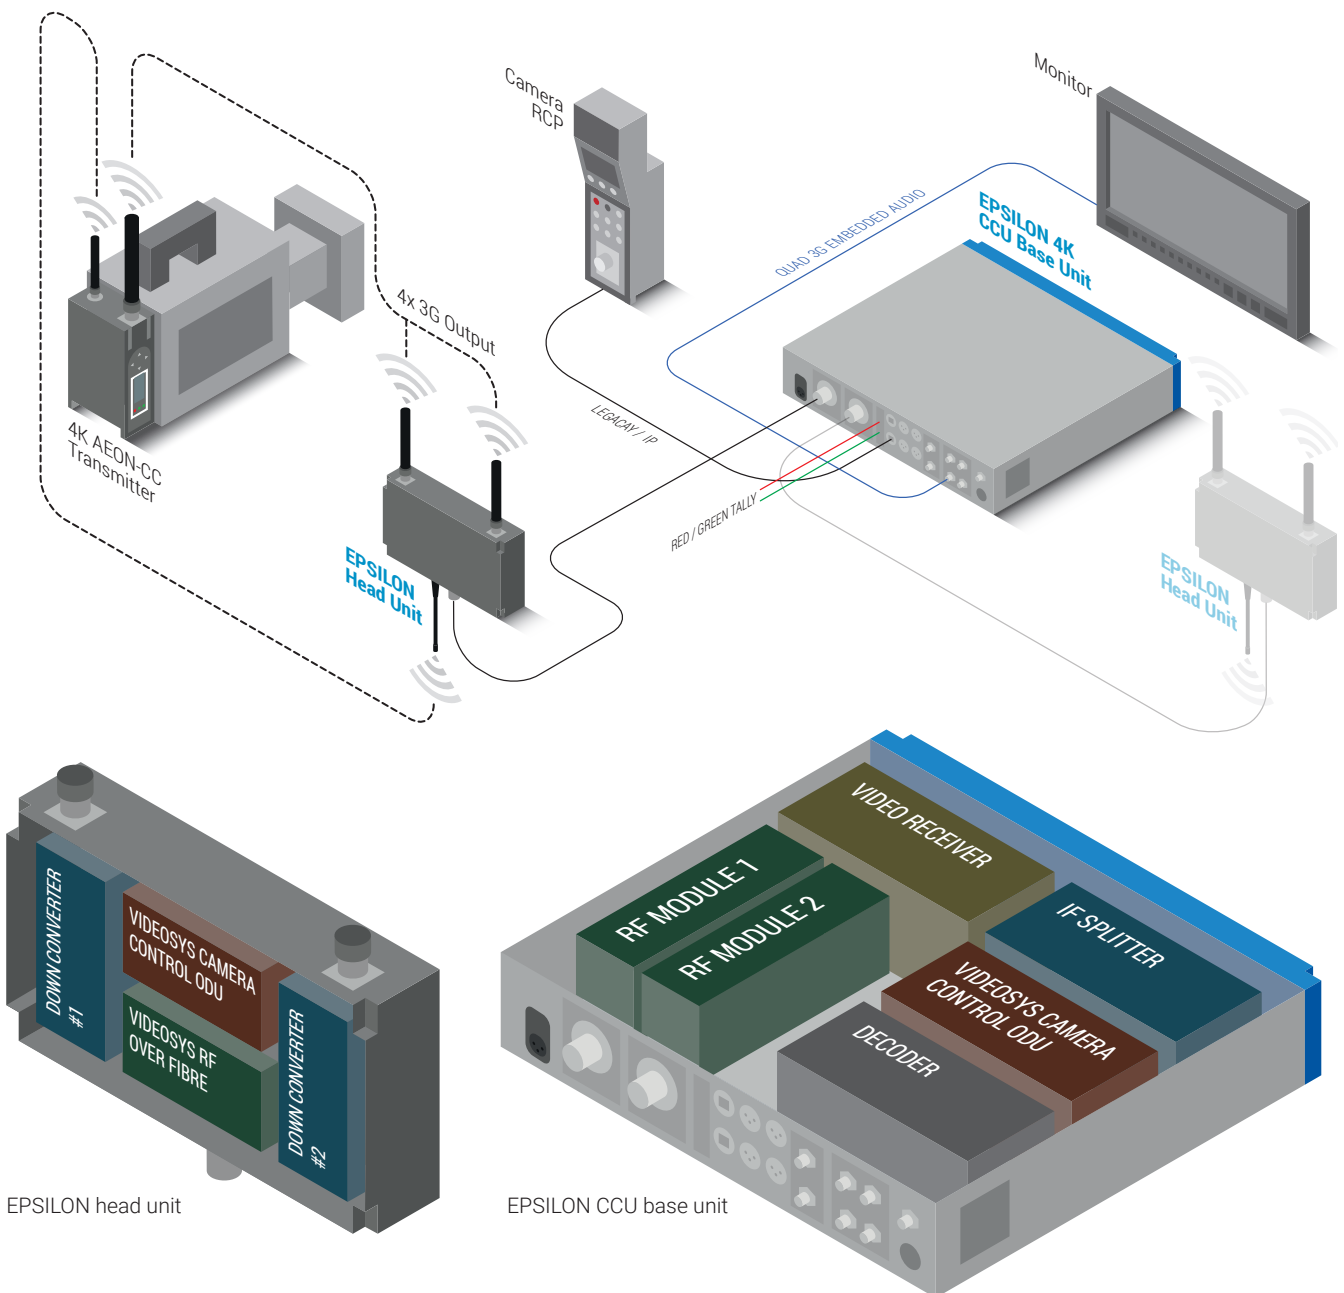 Camera
RCP
Monitor
EPSILON 4K
CCU Base Unit
QUAD 3G EMBEDDED AUDIO
4x 3G Output
LEGACAY / IP
4K AEON-CC
Transmitter
RED / GREEN TALLY
EPSILON
Head Unit
EPSILON
Head Unit
DOWN CONVERTER
#1
VIDEOSYS CAMERA
CONTROL ODU
VIDEOSYS RF
OVER FIBRE
DOWN CONVERTER
#2
EPSILON head unit
VIDEO RECEIVER
RF MODULE 1
RF MODULE 2
IF SPLITTER
VIDEOSYS CAMERA
CONTROL ODU
DECODER
EPSILON CCU base unit